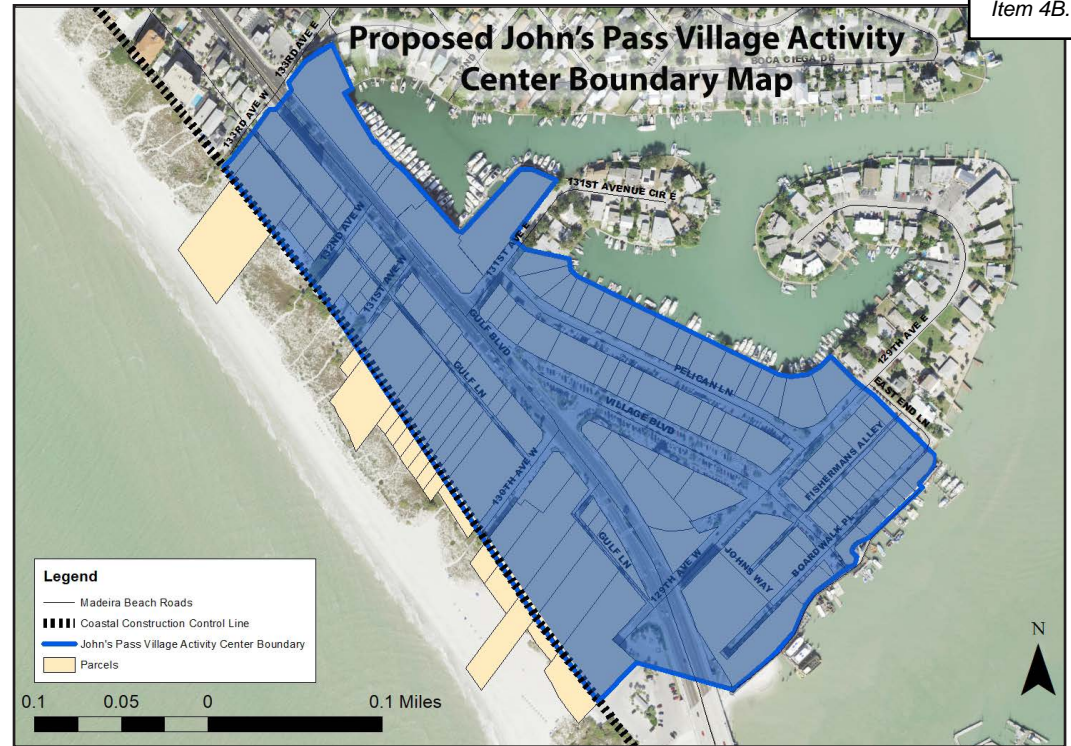 Item 4B.
Proposed John's Pass Village Activity
Center Boundary Map
BOCA CIEGA DR
133RD AVE E
133RD AVE W
131ST AVENUE CIR E
132ND AVE W
131ST AVE E
131ST AVE W
GULF BLVD
129TH AVE E
GULF LN
PELICAN LN
EAST END LN
VILLAGE BLVD
FISHERMANS ALLEY
130TH AVE W
BOARDWALK PL
GULF LN
JOHNS WAY
129TH AVE W
Legend
Madeira Beach Roads
Coastal Construction Control Line
John's Pass Village Activity Center Boundary
Parcels
0.1 0.05 0 0.1 Miles
N